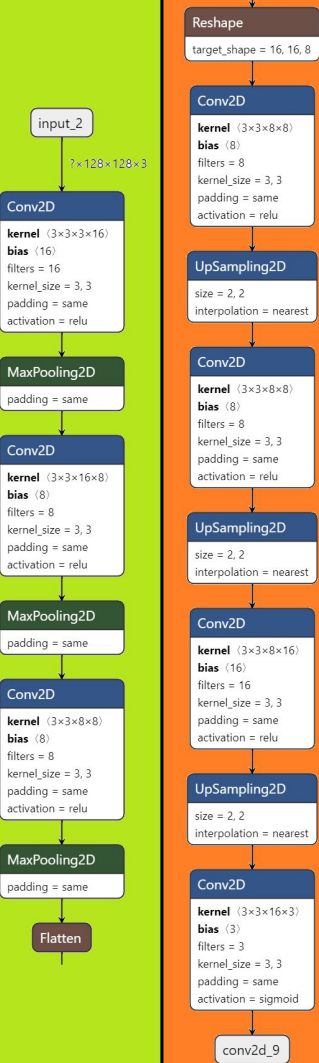 input_2
?×128×128×3
Conv2D
kernel ⟨3×3×3×16⟩
bias ⟨16⟩
filters = 16
kernel_size = 3, 3
padding = same
activation = relu
MaxPooling2D
padding = same
Conv2D
kernel ⟨3×3×16×8⟩
bias ⟨8⟩
filters = 8
kernel_size = 3, 3
padding = same
activation = relu
MaxPooling2D
padding = same
Conv2D
kernel ⟨3×3×8×8⟩
bias ⟨8⟩
filters = 8
kernel_size = 3, 3
padding = same
activation = relu
MaxPooling2D
padding = same
Flatten
Reshape
target_shape = 16, 16, 8
Conv2D
kernel ⟨3×3×8×8⟩
bias ⟨8⟩
filters = 8
kernel_size = 3, 3
padding = same
activation = relu
UpSampling2D
size = 2, 2
interpolation = nearest
Conv2D
kernel ⟨3×3×8×8⟩
bias ⟨8⟩
filters = 8
kernel_size = 3, 3
padding = same
activation = relu
UpSampling2D
size = 2, 2
interpolation = nearest
Conv2D
kernel ⟨3×3×8×16⟩
bias ⟨16⟩
filters = 16
kernel_size = 3, 3
padding = same
activation = relu
UpSampling2D
size = 2, 2
interpolation = nearest
Conv2D
kernel ⟨3×3×16×3⟩
bias ⟨3⟩
filters = 3
kernel_size = 3, 3
padding = same
activation = sigmoid
conv2d_9